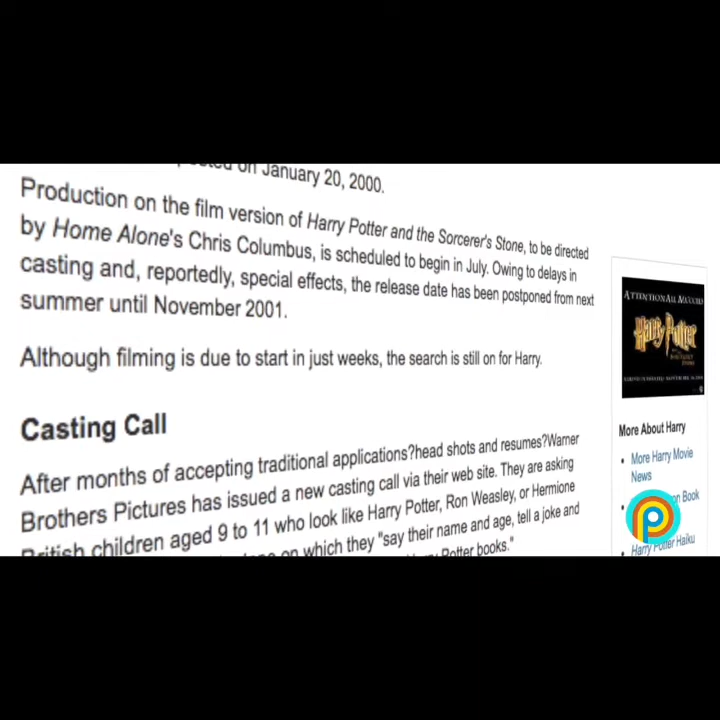 on January 20, 2000.
Production on the film version of Harry Potter and the Sorcerer's Stone, to be directed
by Home Alone's Chris Columbus, is scheduled to begin in July. Owing to delays in
casting and, reportedly, special effects, the release date has been postponed from next
summer until November 2001.
Although filming is due to start in just weeks, the search is still on for Harry.
Casting Call
After months of accepting traditional applications?head shots and resumes?Warner
Brothers Pictures has issued a new casting call via their web site. They are asking
British children aged 9 to 11 who look like Harry Potter, Ron Weasley, or Hermione
on which they "say their name and age, tell a joke and
Potter books."
Harry Potter
More About Harry
More Harry Movie
News
on Book
Harry Potter Haiku
p